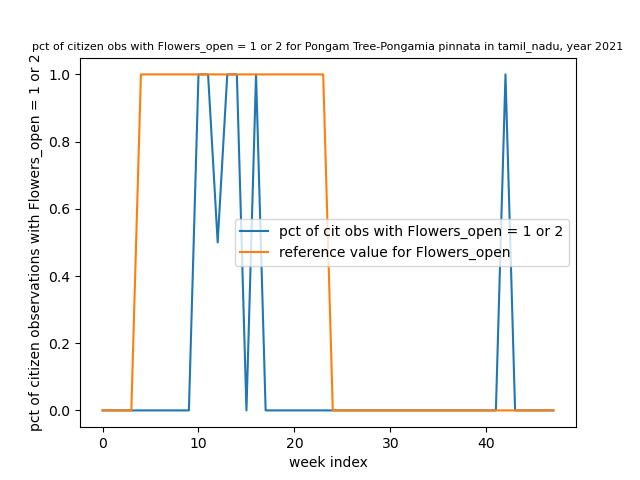 pct of citizen obs with Flowers_open = 1 or 2 for Pongam Tree-Pongamia pinnata in tamil_nadu, year 2021
pct of citizen observations with Flowers_open = 1 or 2
1.0
0.8
0.6
0.4
0.2
0.0
pct of cit obs with Flowers_open = 1 or 2
reference value for Flowers_open
0 10 20 30 40
week index